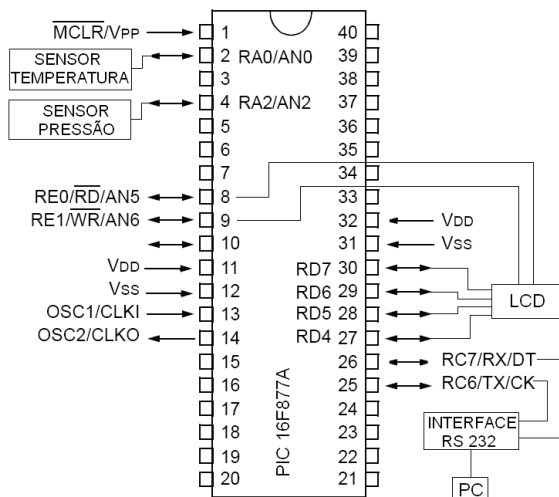 MCLR/VPP
1
40
SENSOR
TEMPERATURA
2
RA0/AN0
39
3
38
SENSOR
PRESSÃO
4
RA2/AN2
37
5
36
6
35
7
34
RE0/RD/AN5
8
33
RE1/WR/AN6
9
32
VDD
10
31
VSS
VDD
11
RD7
30
VSS
12
RD6
29
LCD
OSC1/CLKI
13
RD5
28
OSC2/CLKO
14
RD4
27
15
26
RC7/RX/DT
16
25
RC6/TX/CK
17
24
18
23
19
22
20
21
PIC 16F877A
INTERFACE
RS 232
PC